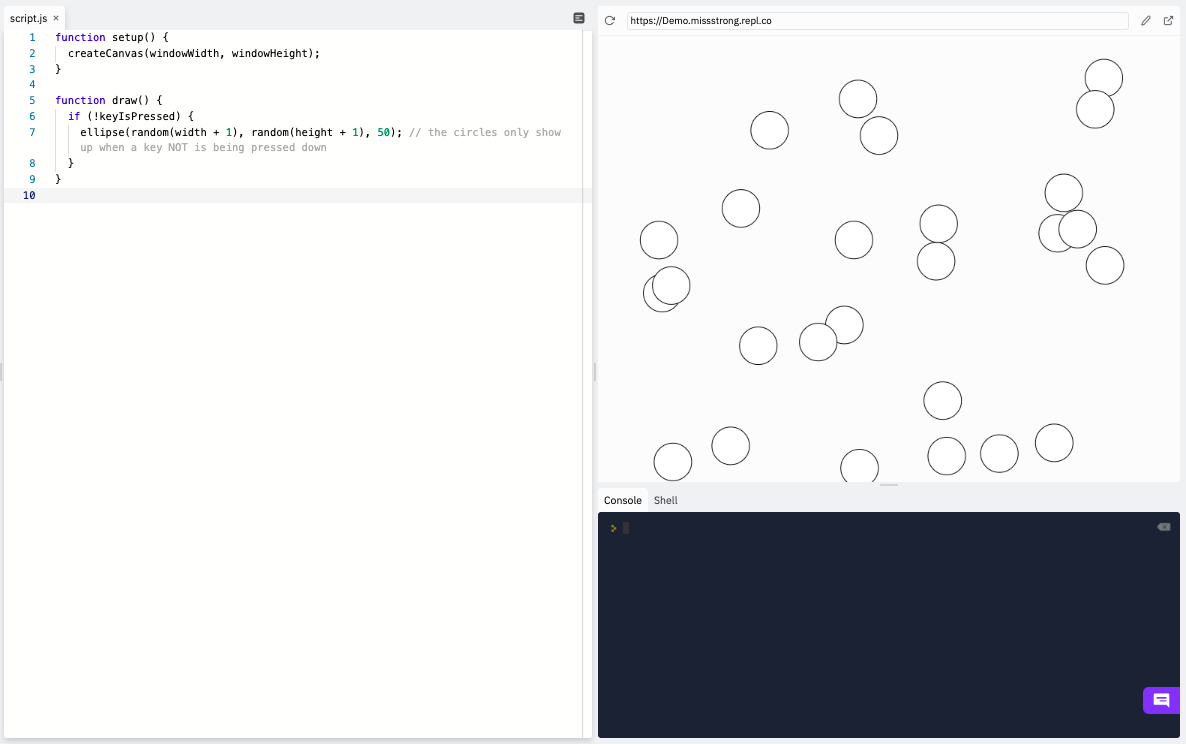 script.js ×
1 function setup() {
2 createCanvas(windowWidth, windowHeight);
3 }
4
5 function draw() {
6 if (!keyIsPressed) {
7 ellipse(random(width + 1), random(height + 1), 50); // the circles only show
up when a key NOT is being pressed down
8 }
9 }
10
https://Demo.missstrong.repl.co
Console Shell